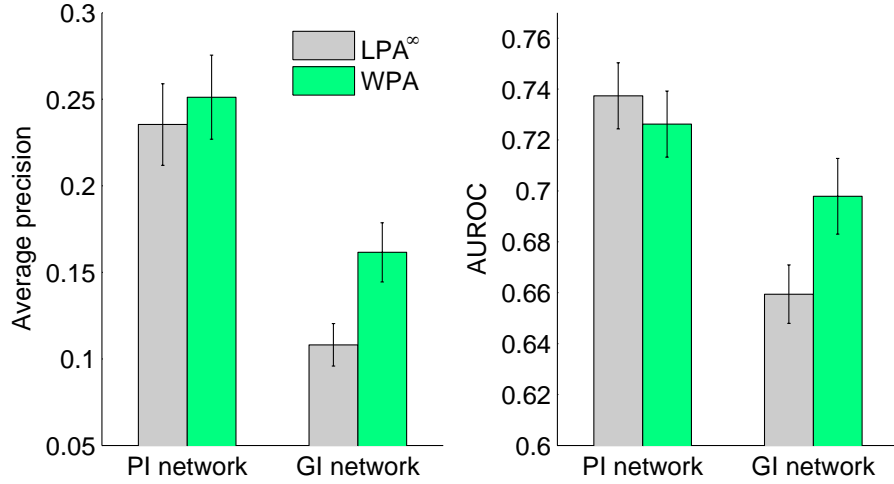 0.3
0.25
0.2
0.15
0.1
0.05
Average precision
LPA∞
WPA
PI network
GI network
0.76
0.74
0.72
0.7
0.68
0.66
0.64
0.62
0.6
AUROC
PI network
GI network